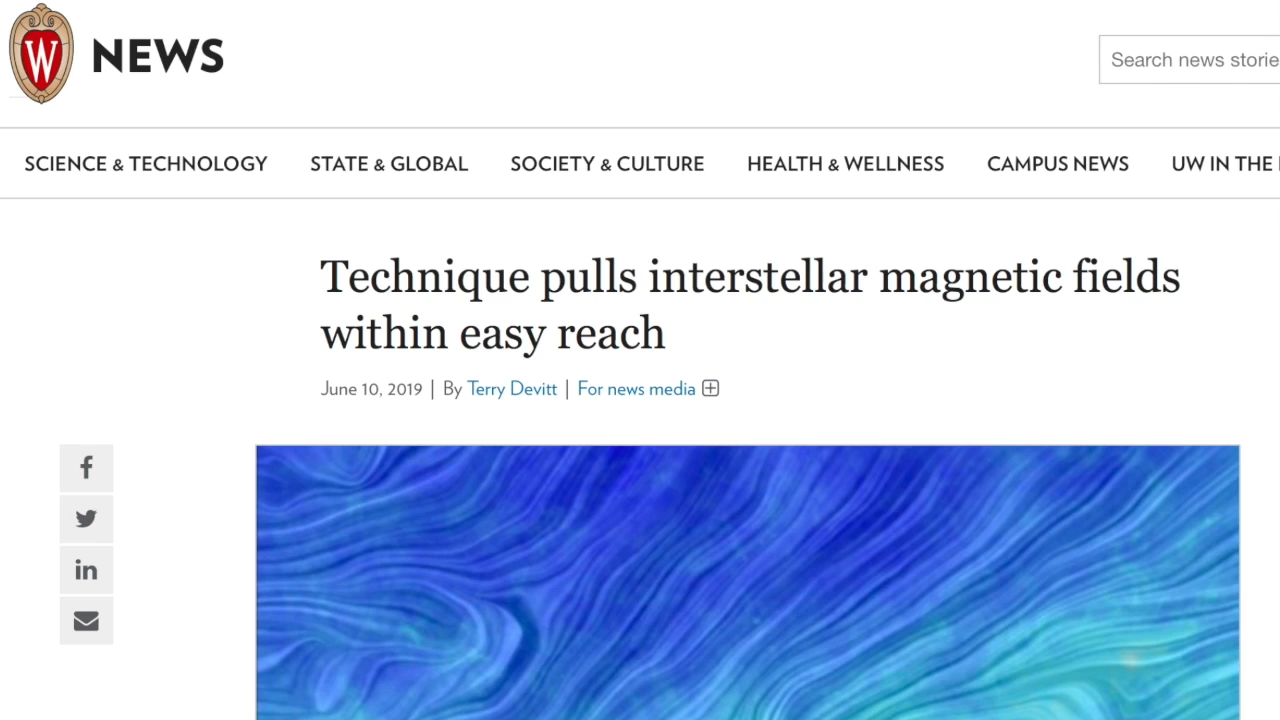 W NEWS
Search news storie
SCIENCE & TECHNOLOGY STATE & GLOBAL SOCIETY & CULTURE HEALTH & WELLNESS CAMPUS NEWS UW IN THE
Technique pulls interstellar magnetic fields
within easy reach
June 10, 2019 | By Terry Devitt | For news media
f
in